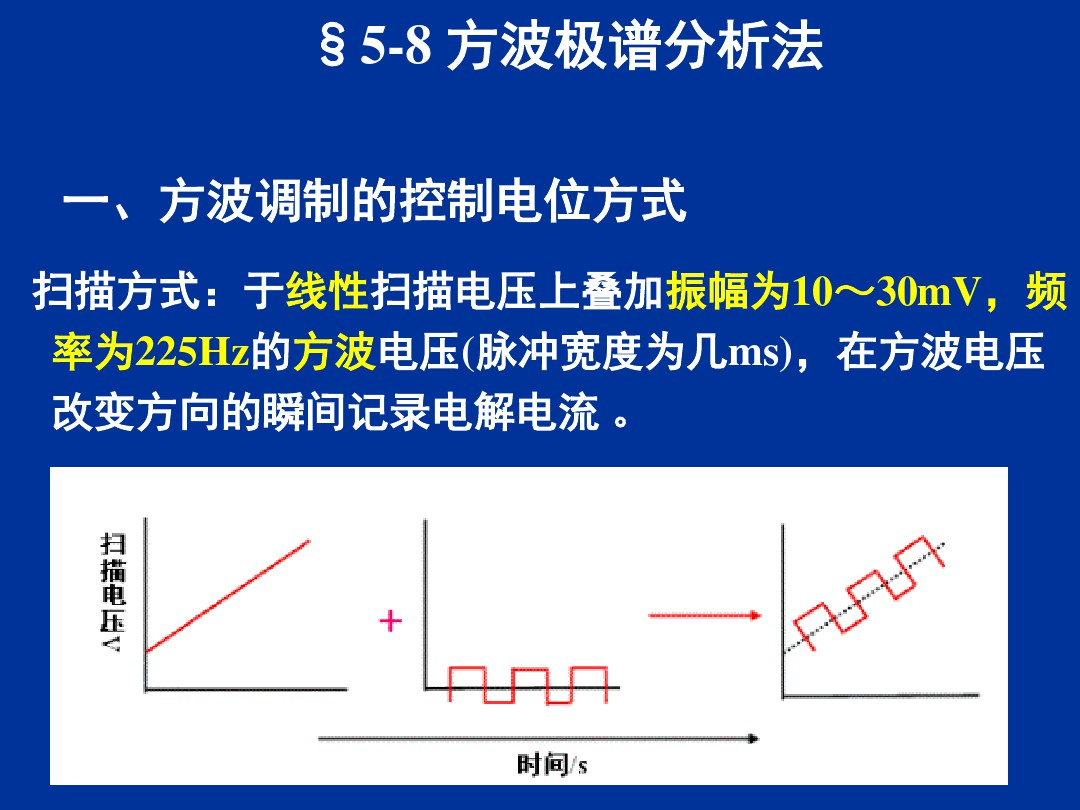 §5-8 方波极谱分析法
一、方波调制的控制电位方式
扫描方式：于线性扫描电压上叠加振幅为10～30mV，频
率为225Hz的方波电压(脉冲宽度为几ms)，在方波电压
改变方向的瞬间记录电解电流 。
扫描电压/V
+
时间/s